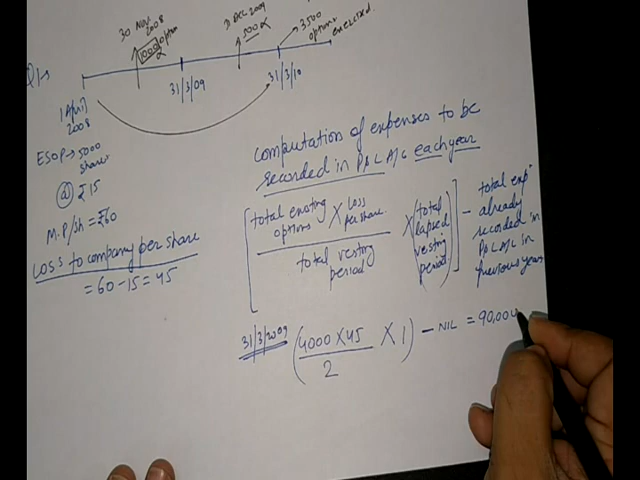 Q1→
30 Nov
2008
1000 option
31 Dec 2009
500
→ 3500
options
exercised
31/3/09
31/3/10
1 April
2008
ESOP → 5000
shares
@ ₹15
M.P/sh = ₹60
Loss to company per share
= 60 - 15 = 45
Computation of expenses to be
recorded in P&L A/c each year
[ total existing options X Loss per share. / total vesting period X (total lapsed vesting period) ] - total exp already recorded in P&L A/c in previous years
31/3/2009 ( 4000 X 45 / 2 X 1 ) - NIL = 90,000